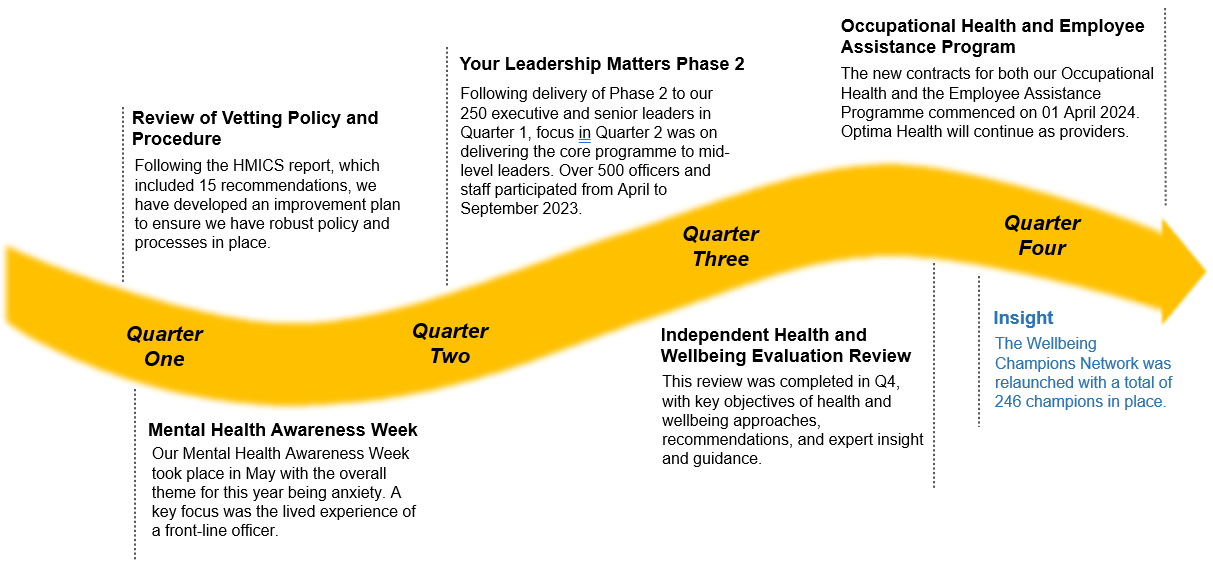 Review of Vetting Policy and
Procedure
Following the HMICS report, which
included 15 recommendations, we
have developed an improvement plan
to ensure we have robust policy and
processes in place.
Your Leadership Matters Phase 2
Following delivery of Phase 2 to our
250 executive and senior leaders in
Quarter 1, focus in Quarter 2 was on
delivering the core programme to mid-
level leaders. Over 500 officers and
staff participated from April to
September 2023.
Occupational Health and Employee
Assistance Program
The new contracts for both our Occupational
Health and the Employee Assistance
Programme commenced on 01 April 2024.
Optima Health will continue as providers.
Quarter
One
Quarter
Two
Quarter
Three
Quarter
Four
Mental Health Awareness Week
Our Mental Health Awareness Week
took place in May with the overall
theme for this year being anxiety. A
key focus was the lived experience of
a front-line officer.
Independent Health and
Wellbeing Evaluation Review
This review was completed in Q4,
with key objectives of health and
wellbeing approaches,
recommendations, and expert insight
and guidance.
Insight
The Wellbeing
Champions Network was
relaunched with a total of
246 champions in place.